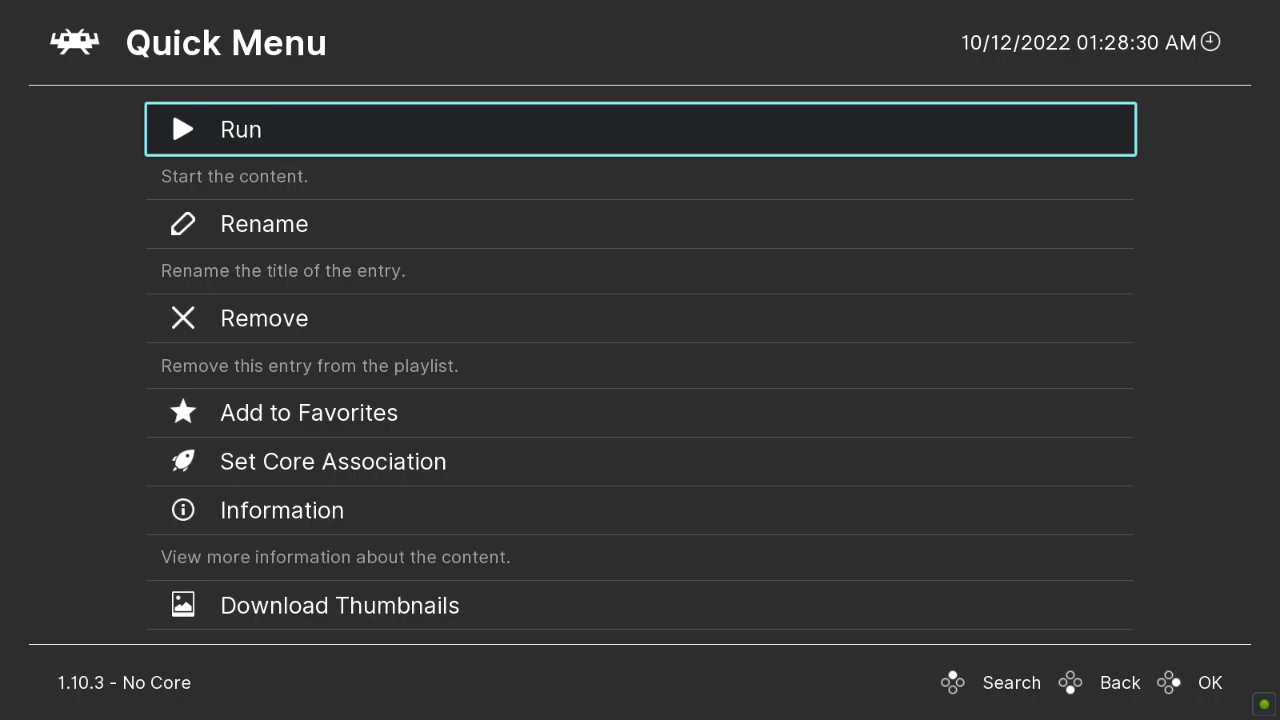 Quick Menu
10/12/2022 01:28:30 AM
Run
Start the content.
Rename
Rename the title of the entry.
Remove
Remove this entry from the playlist.
Add to Favorites
Set Core Association
Information
View more information about the content.
Download Thumbnails
1.10.3 - No Core
Search Back OK